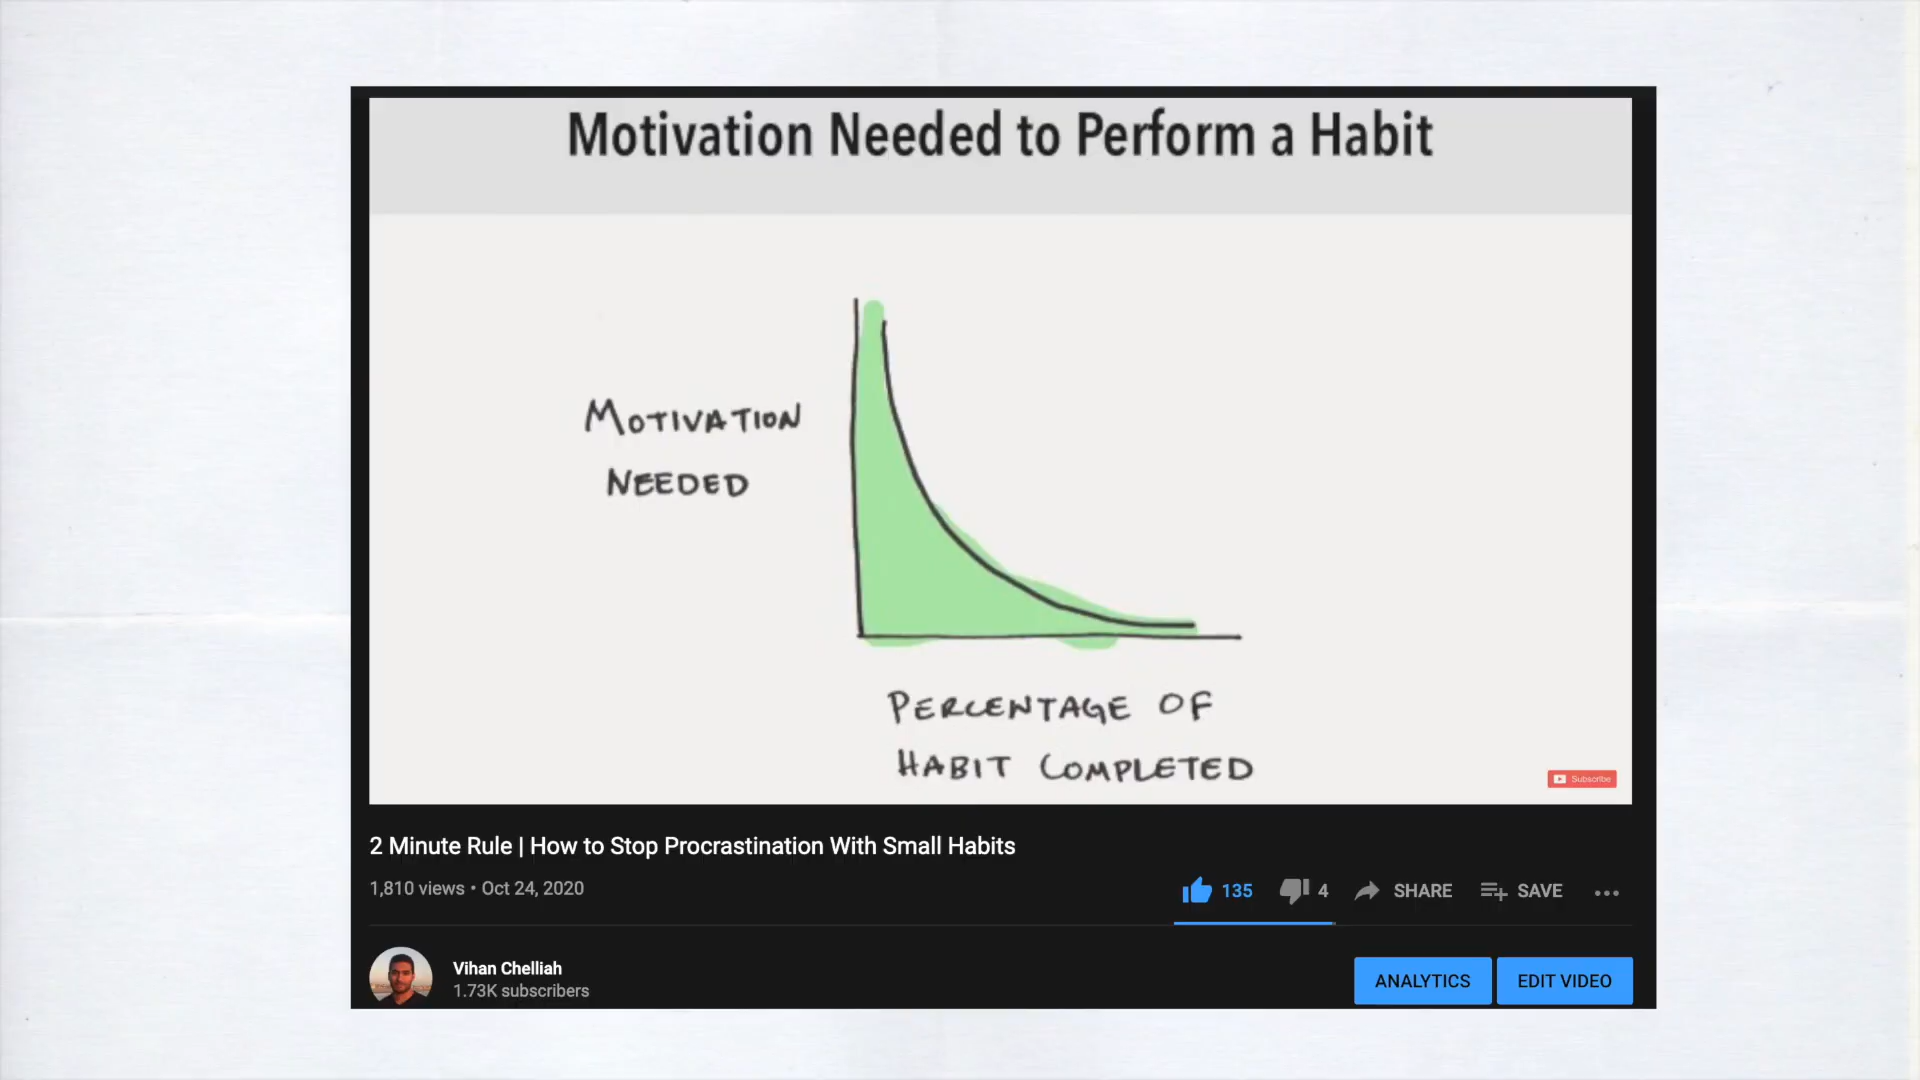 Motivation Needed to Perform a Habit
MOTIVATION
NEEDED
PERCENTAGE OF
HABIT COMPLETED
Subscribe
2 Minute Rule | How to Stop Procrastination With Small Habits
1,810 views • Oct 24, 2020
135
4
SHARE
SAVE
Vihan Chelliah
1.73K subscribers
ANALYTICS
EDIT VIDEO